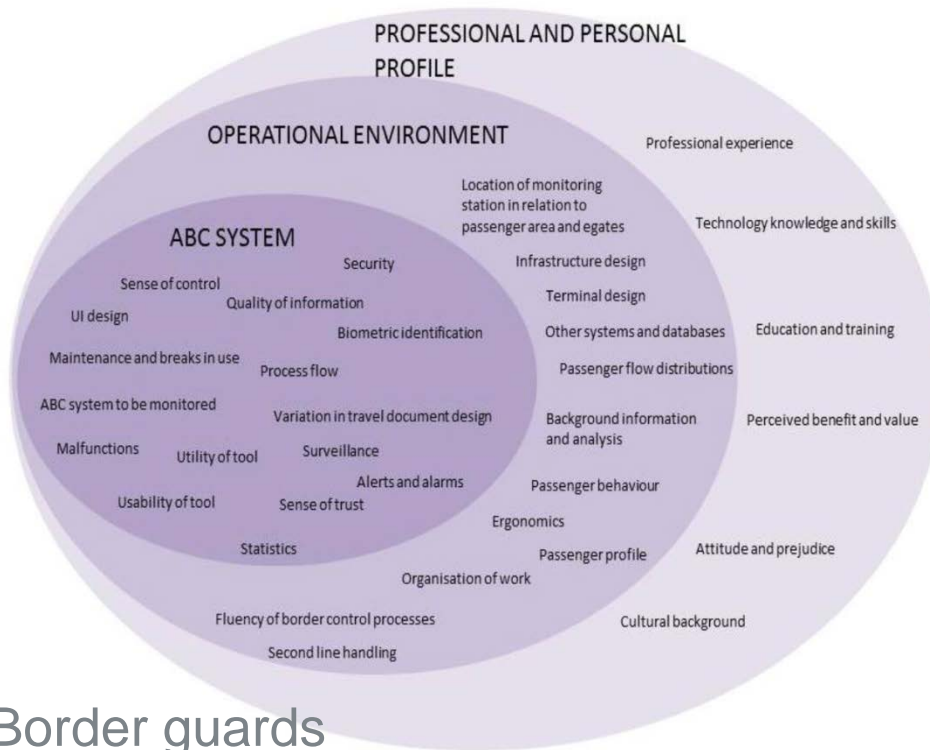 PROFESSIONAL AND PERSONAL
PROFILE
OPERATIONAL ENVIRONMENT
Professional experience
Location of monitoring
station in relation to
passenger area and egates
Technology knowledge and skills
ABC SYSTEM
Security
Infrastructure design
Sense of control
Quality of information
Terminal design
UI design
Biometric identification
Other systems and databases
Education and training
Maintenance and breaks in use
Process flow
Passenger flow distributions
ABC system to be monitored
Variation in travel document design
Background information
and analysis
Perceived benefit and value
Malfunctions
Utility of tool
Surveillance
Alerts and alarms
Passenger behaviour
Usability of tool
Sense of trust
Ergonomics
Statistics
Passenger profile
Attitude and prejudice
Organisation of work
Fluency of border control processes
Cultural background
Second line handling
Border guards